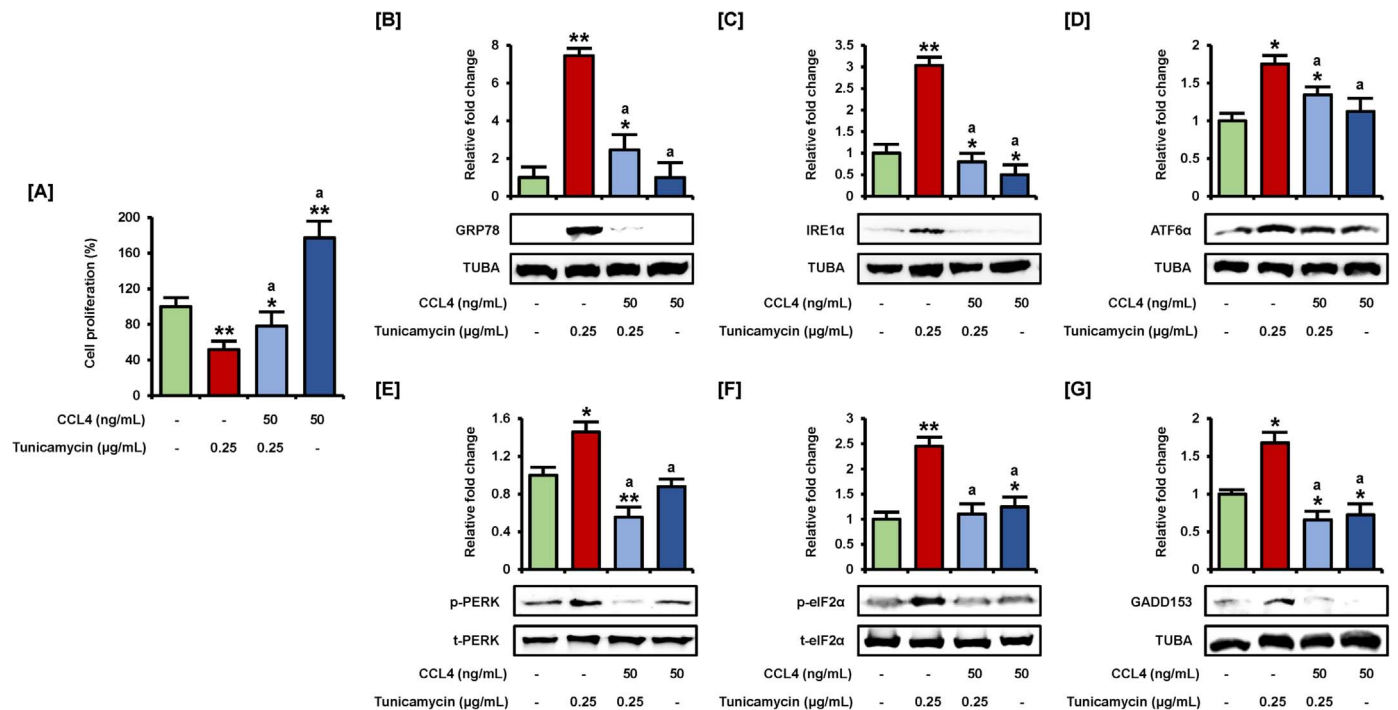 [A]
Cell proliferation (%)
200
160
120
80
40
0
**
a
*
a
**
CCL4 (ng/mL) - - 50 50
Tunicamycin (µg/mL) - 0.25 0.25 -
[B]
Relative fold change
8
6
4
2
0
**
a
*
a
GRP78
TUBA
CCL4 (ng/mL) - - 50 50
Tunicamycin (µg/mL) - 0.25 0.25 -
[C]
Relative fold change
3.5
3
2.5
2
1.5
1
0.5
0
**
a
*
a
*
IRE1α
TUBA
CCL4 (ng/mL) - - 50 50
Tunicamycin (µg/mL) - 0.25 0.25 -
[D]
Relative fold change
2
1.5
1
0.5
0
*
a
*
a
ATF6α
TUBA
CCL4 (ng/mL) - - 50 50
Tunicamycin (µg/mL) - 0.25 0.25 -
[E]
Relative fold change
1.6
1.2
0.8
0.4
0
*
a
**
a
p-PERK
t-PERK
CCL4 (ng/mL) - - 50 50
Tunicamycin (µg/mL) - 0.25 0.25 -
[F]
Relative fold change
3
2.5
2
1.5
1
0.5
0
**
a
a
*
p-eIF2α
t-eIF2α
CCL4 (ng/mL) - - 50 50
Tunicamycin (µg/mL) - 0.25 0.25 -
[G]
Relative fold change
2
1.5
1
0.5
0
*
a
*
a
*
GADD153
TUBA
CCL4 (ng/mL) - - 50 50
Tunicamycin (µg/mL) - 0.25 0.25 -